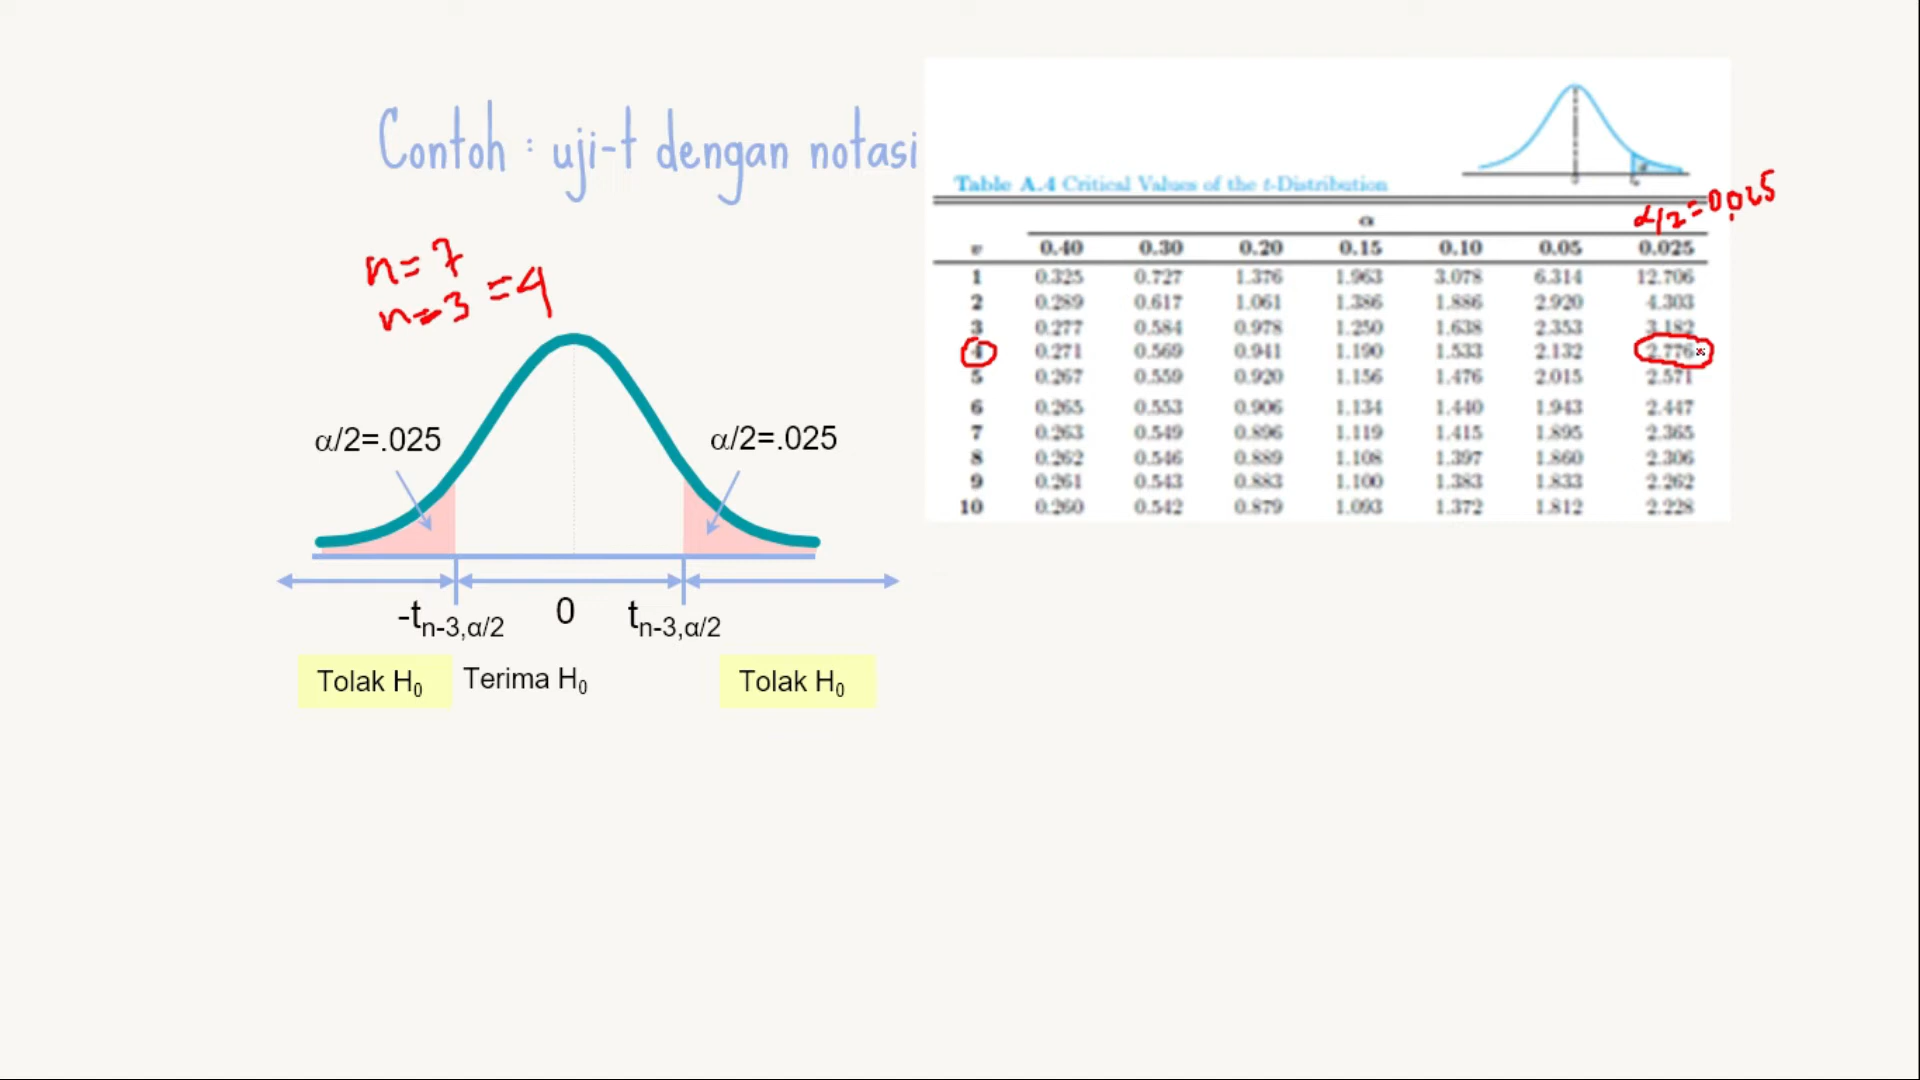 Contoh : uji-t dengan notasi
n=7
n-3 =4
α/2=.025
α/2=.025
-tn-3,α/2
0
tn-3,α/2
Tolak H0
Terima H0
Tolak H0
Table A.4 Critical Values of the t-Distribution
α/2=0,025
α
v 0.40 0.30 0.20 0.15 0.10 0.05 0.025
1 0.325 0.727 1.376 1.963 3.078 6.314 12.706
2 0.289 0.617 1.061 1.386 1.886 2.920 4.303
3 0.277 0.584 0.978 1.250 1.638 2.353 3.182
4 0.271 0.569 0.941 1.190 1.533 2.132 2.776
5 0.267 0.559 0.920 1.156 1.476 2.015 2.571
6 0.265 0.553 0.906 1.134 1.440 1.943 2.447
7 0.263 0.549 0.896 1.119 1.415 1.895 2.365
8 0.262 0.546 0.889 1.108 1.397 1.860 2.306
9 0.261 0.543 0.883 1.100 1.383 1.833 2.262
10 0.260 0.542 0.879 1.093 1.372 1.812 2.228